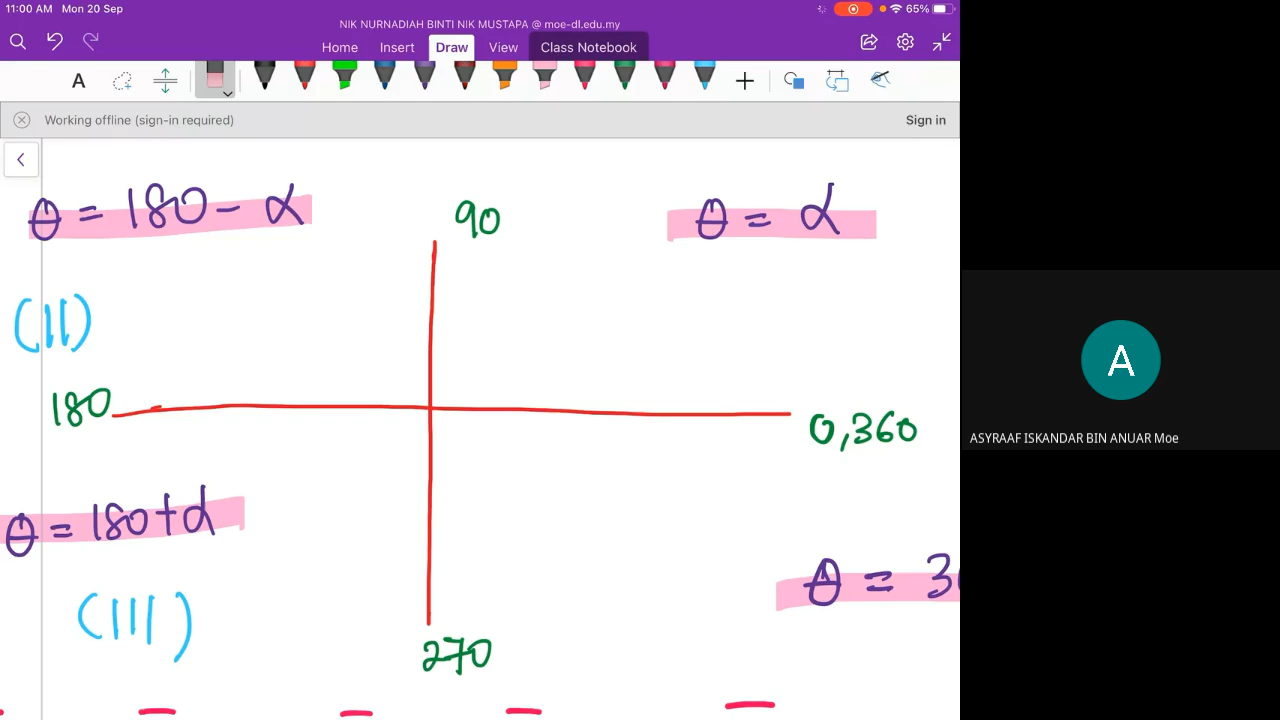 11:00 AM Mon 20 Sep
65%
NIK NURNADIAH BINTI NIK MUSTAPA @ moe-dl.edu.my
Home Insert Draw View Class Notebook
A
Working offline (sign-in required) Sign in
θ = 180 - α
90
θ = α
(II)
180
0,360
θ = 180 + α
θ = 3
(III)
270
A
ASYRAAF ISKANDAR BIN ANUAR Moe